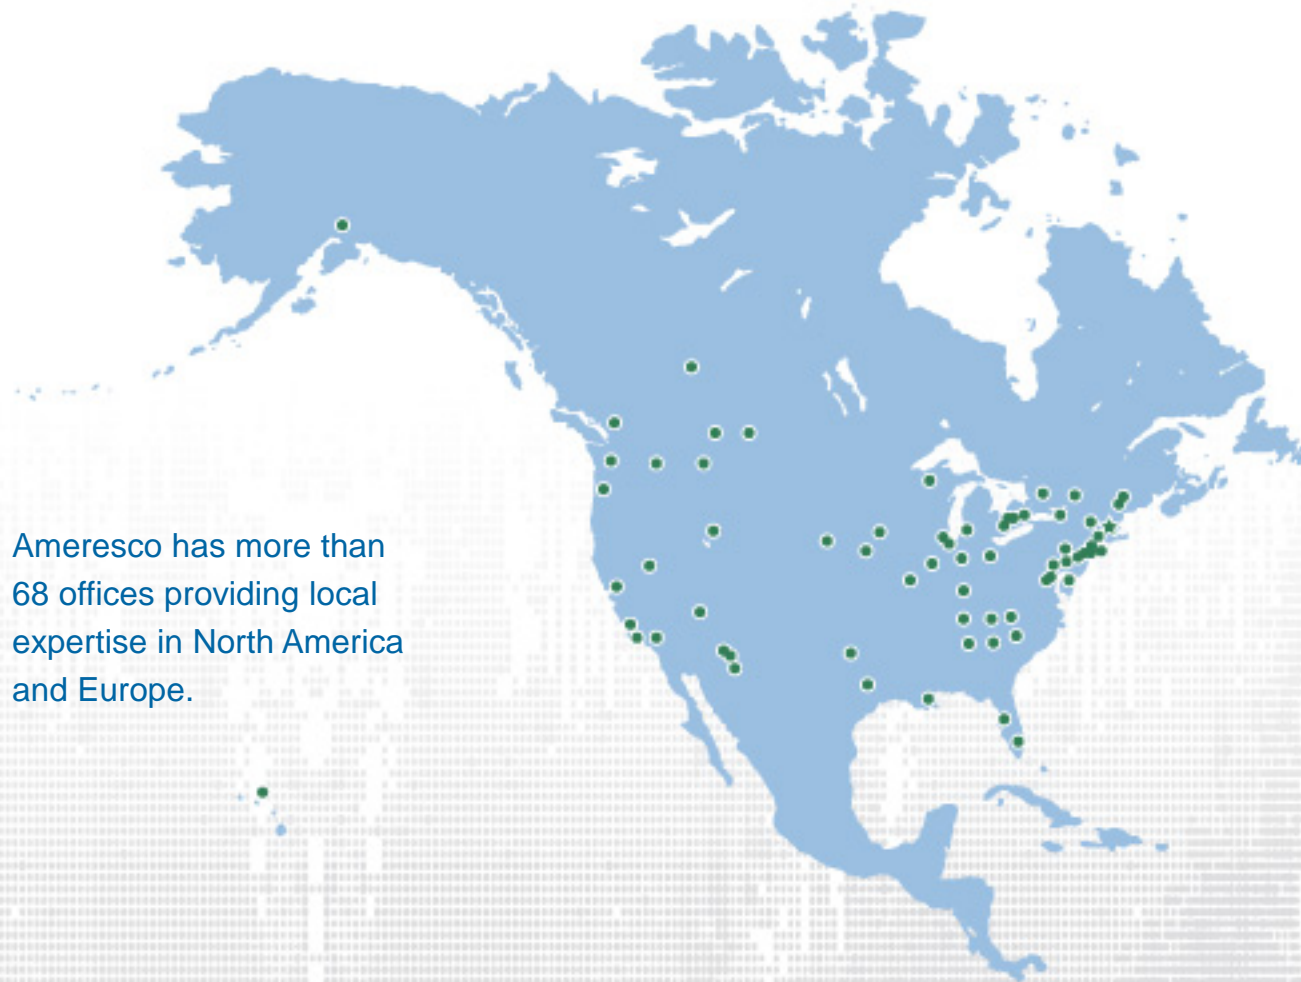 Ameresco has more than
68 offices providing local
expertise in North America
and Europe.